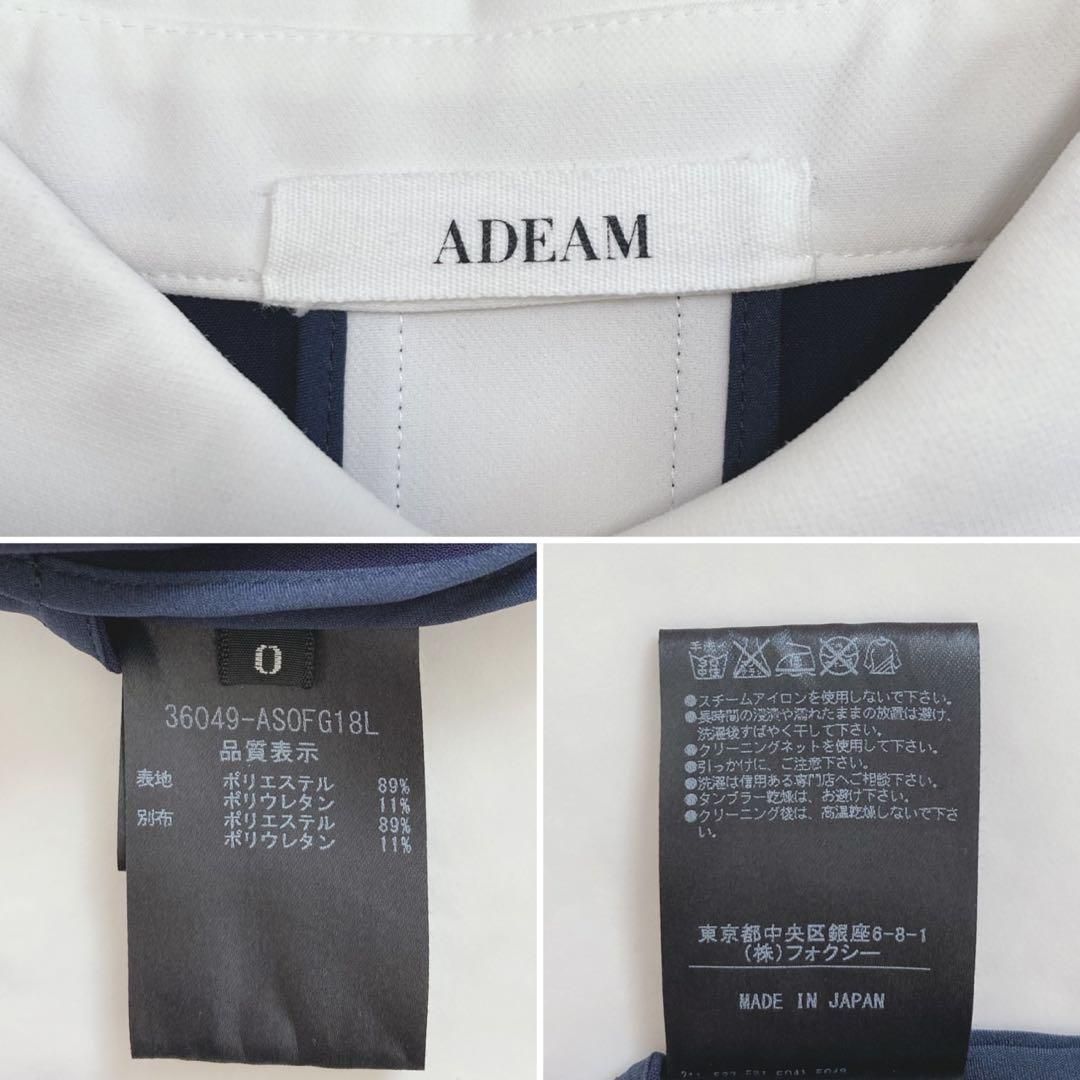 ADEAM
0
36049-ASOFG18L
品質表示
表地 ポリエステル 89%
ポリウレタン 11%
別布 ポリエステル 89%
ポリウレタン 11%
手洗イ 中性 低
●スチームアイロンを使用しないで下さい。
●長時間の浸漬や濡れたままの放置は避け、
洗濯後すばやく干して下さい。
●クリーニングネットを使用して下さい。
●引っかけに、ご注意下さい。
●洗濯は信用ある専門店へご相談下さい。
●タンブラー乾燥は、お避け下さい。
●クリーニング後は、高温乾燥しないで下さ
い。
東京都中央区銀座6-8-1
(株)フォクシー
MADE IN JAPAN